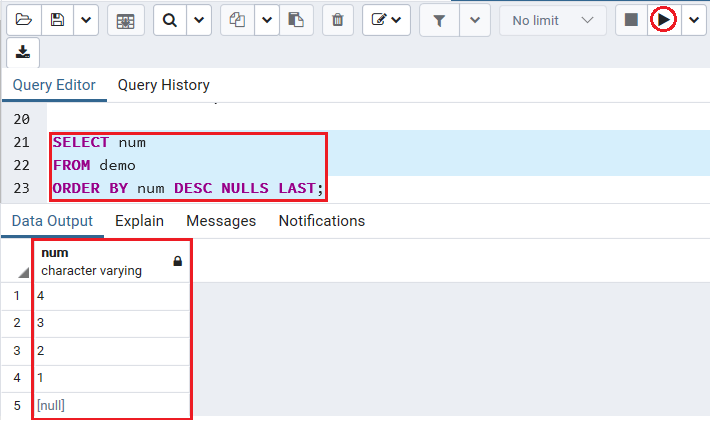 No limit
Query Editor Query History
20
21 SELECT num
22 FROM demo
23 ORDER BY num DESC NULLS LAST;
Data Output Explain Messages Notifications
num
character varying
1 4
2 3
3 2
4 1
5 [null]